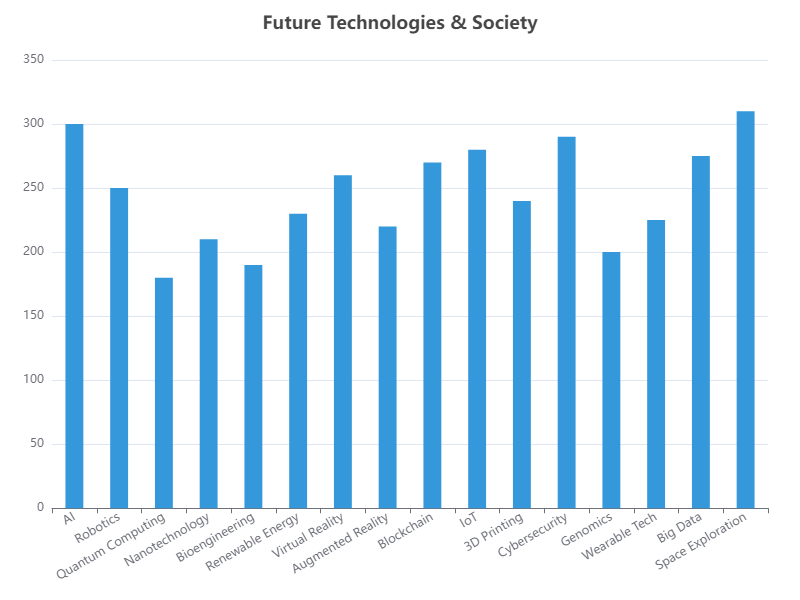 Future Technologies & Society
350
300
250
200
150
100
50
0
AI
Robotics
Quantum Computing
Nanotechnology
Bioengineering
Renewable Energy
Virtual Reality
Augmented Reality
Blockchain
IoT
3D Printing
Cybersecurity
Genomics
Wearable Tech
Big Data
Space Exploration